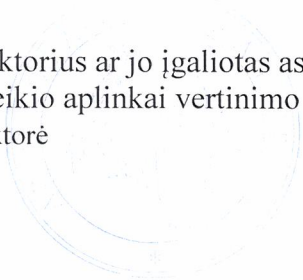 ktorius ar jo įgaliotas as
eikio aplinkai vertinimo
torė